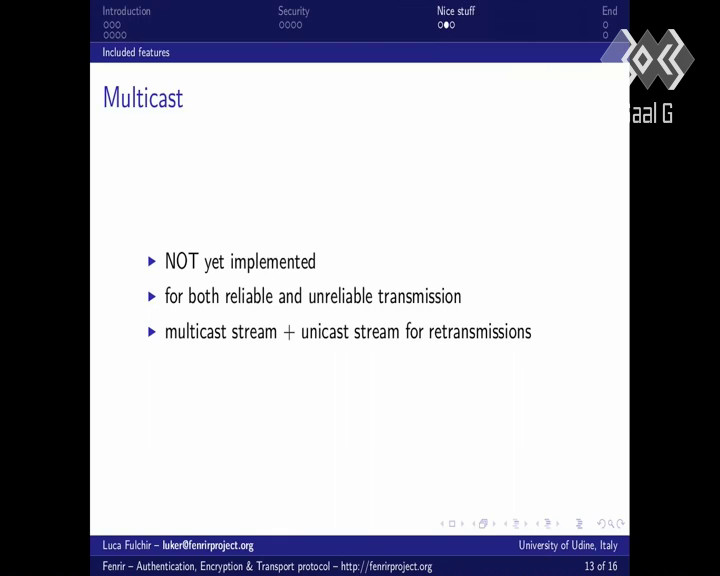 Introduction
Security
Nice stuff
End
Included features
aal G
Multicast
NOT yet implemented
for both reliable and unreliable transmission
multicast stream + unicast stream for retransmissions
Luca Fulchir – luker@fenrirproject.org
University of Udine, Italy
Fenrir – Authentication, Encryption & Transport protocol – http://fenrirproject.org
13 of 16